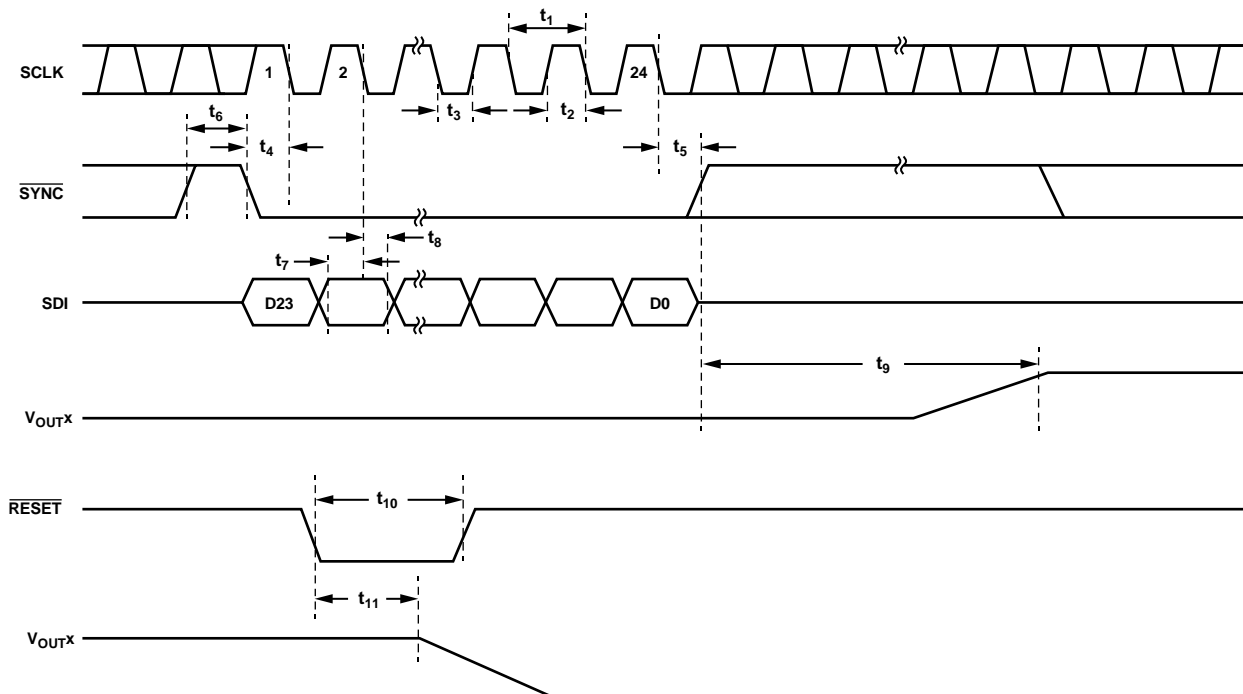 t1
SCLK
1
2
24
t3
t2
t6
t4
t5
SYNC
t8
t7
SDI
D23
D0
t9
VOUTx
RESET
t10
t11
VOUTx